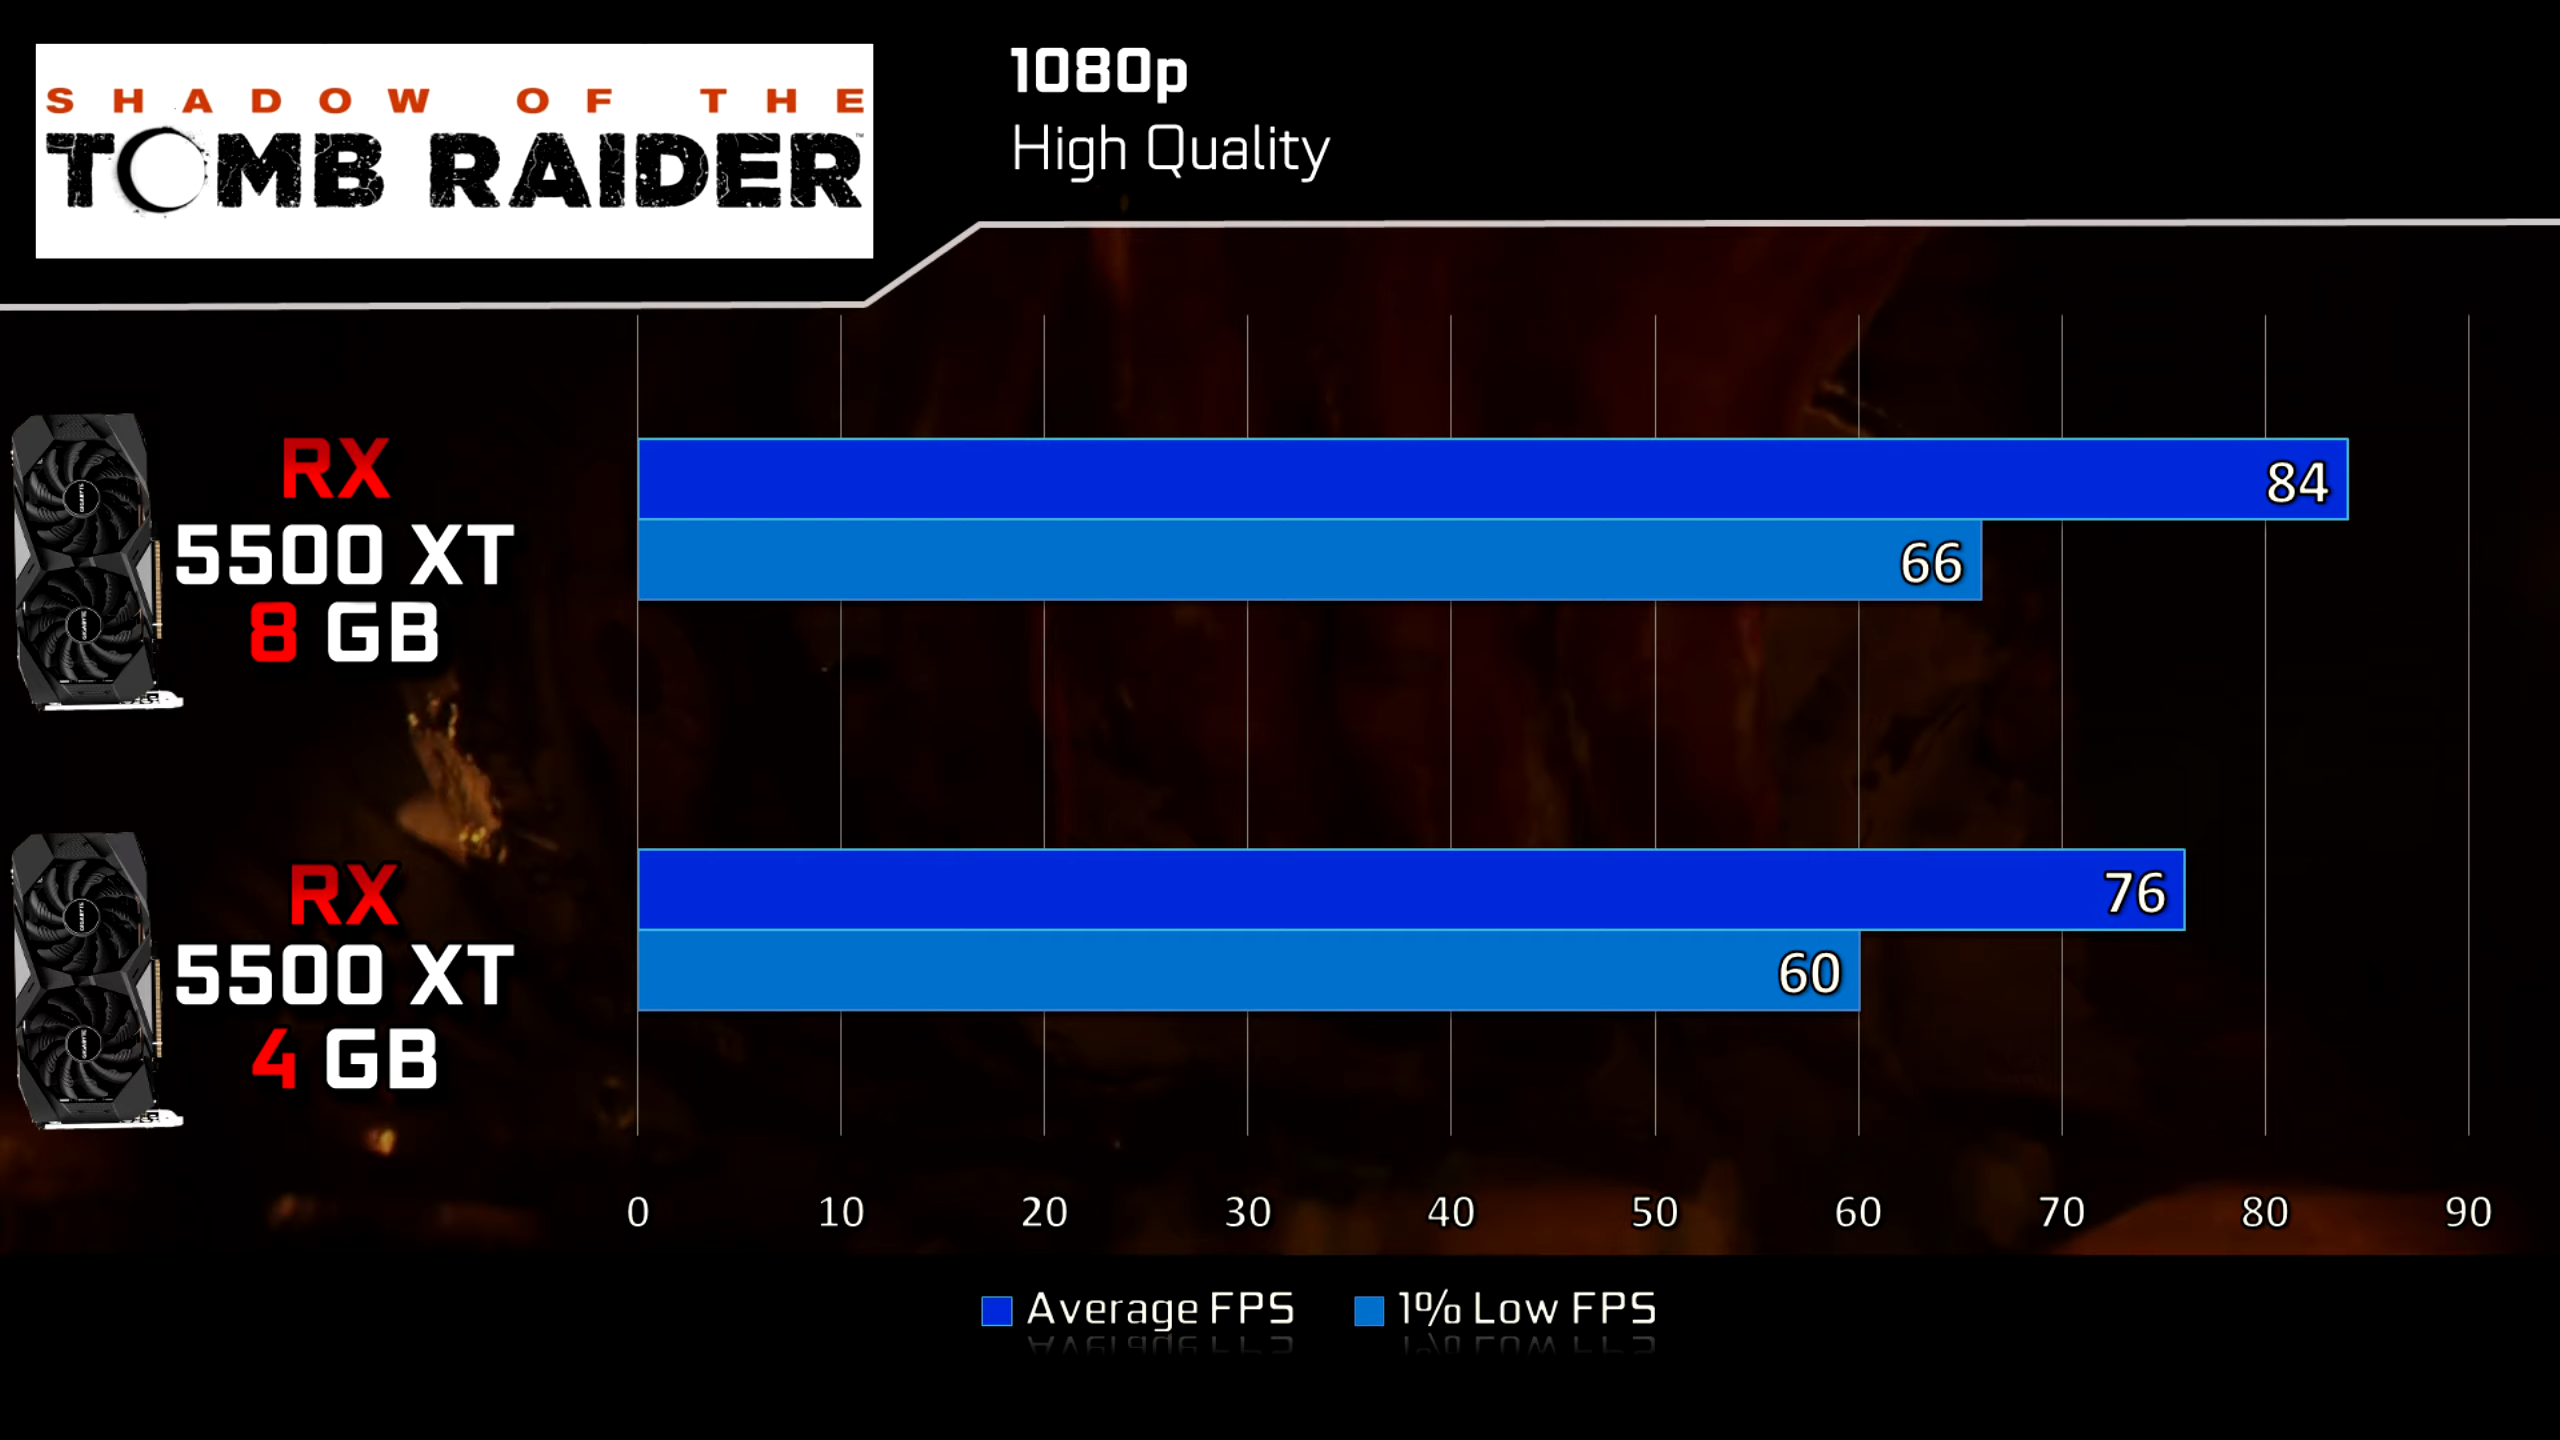 SHADOW OF THE
TOMB RAIDER™
1080p
High Quality
RX
5500 XT
8 GB
84
66
RX
5500 XT
4 GB
76
60
0 10 20 30 40 50 60 70 80 90
Average FPS 1% Low FPS